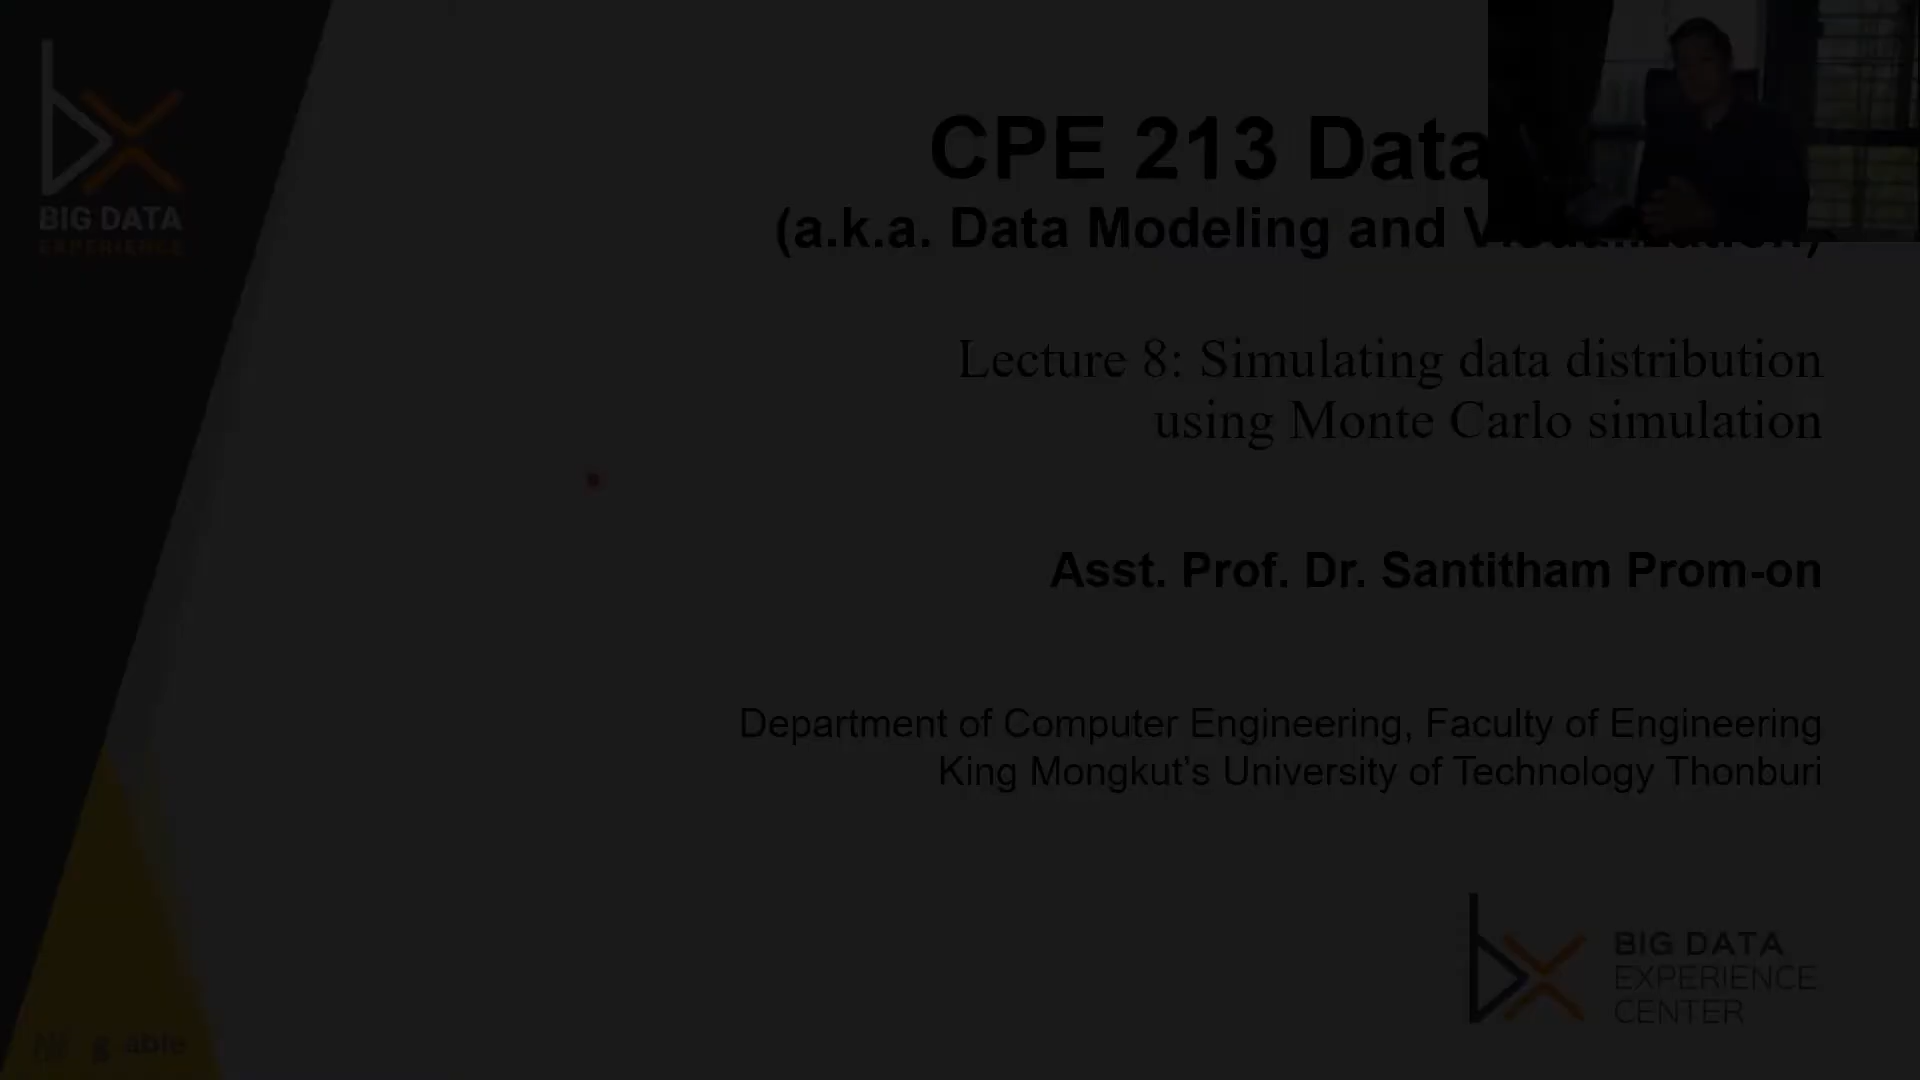 BIG DATA
EXPERIENCE
CPE 213 Data
(a.k.a. Data Modeling and Visualization)
Lecture 8: Simulating data distribution
using Monte Carlo simulation
Asst. Prof. Dr. Santitham Prom-on
Department of Computer Engineering, Faculty of Engineering
King Mongkut's University of Technology Thonburi
BIG DATA
EXPERIENCE
CENTER